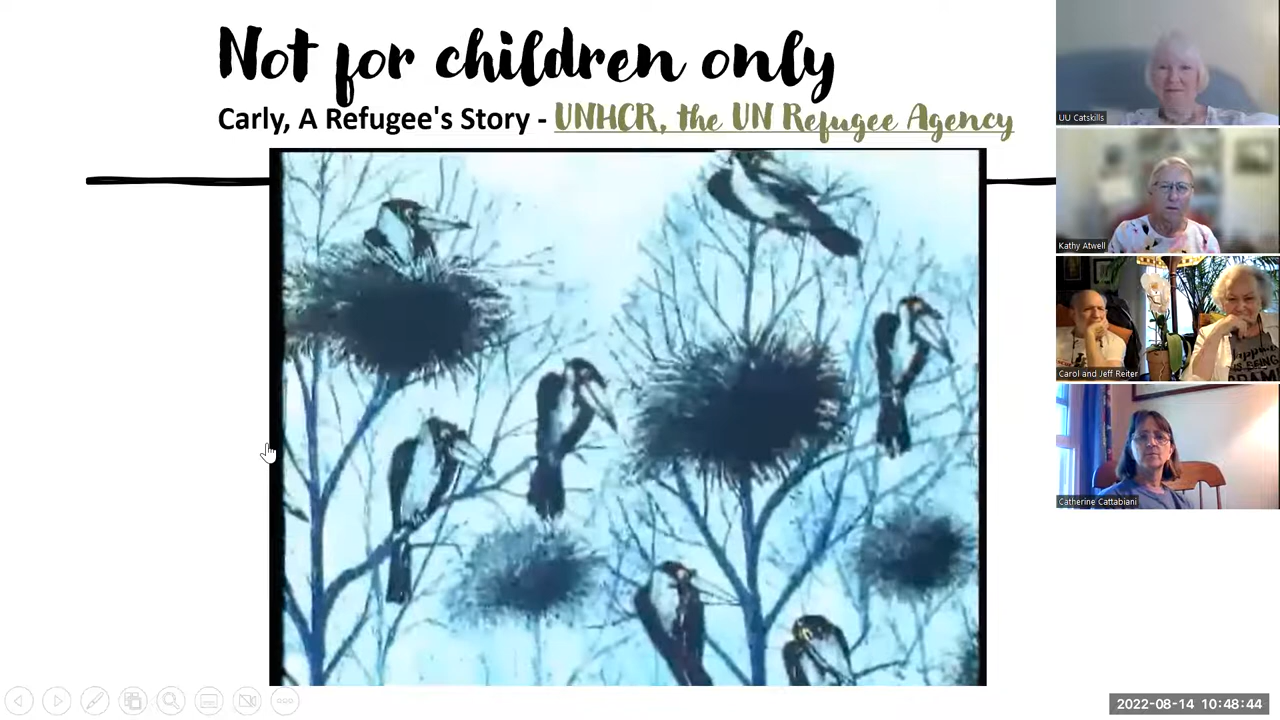 Not for children only
Carly, A Refugee's Story - UNHCR, the UN Refugee Agency
UU Catskills
Kathy Atwell
Carol and Jeff Reiter
Catherine Cattabiani
2022-08-14 10:48:44